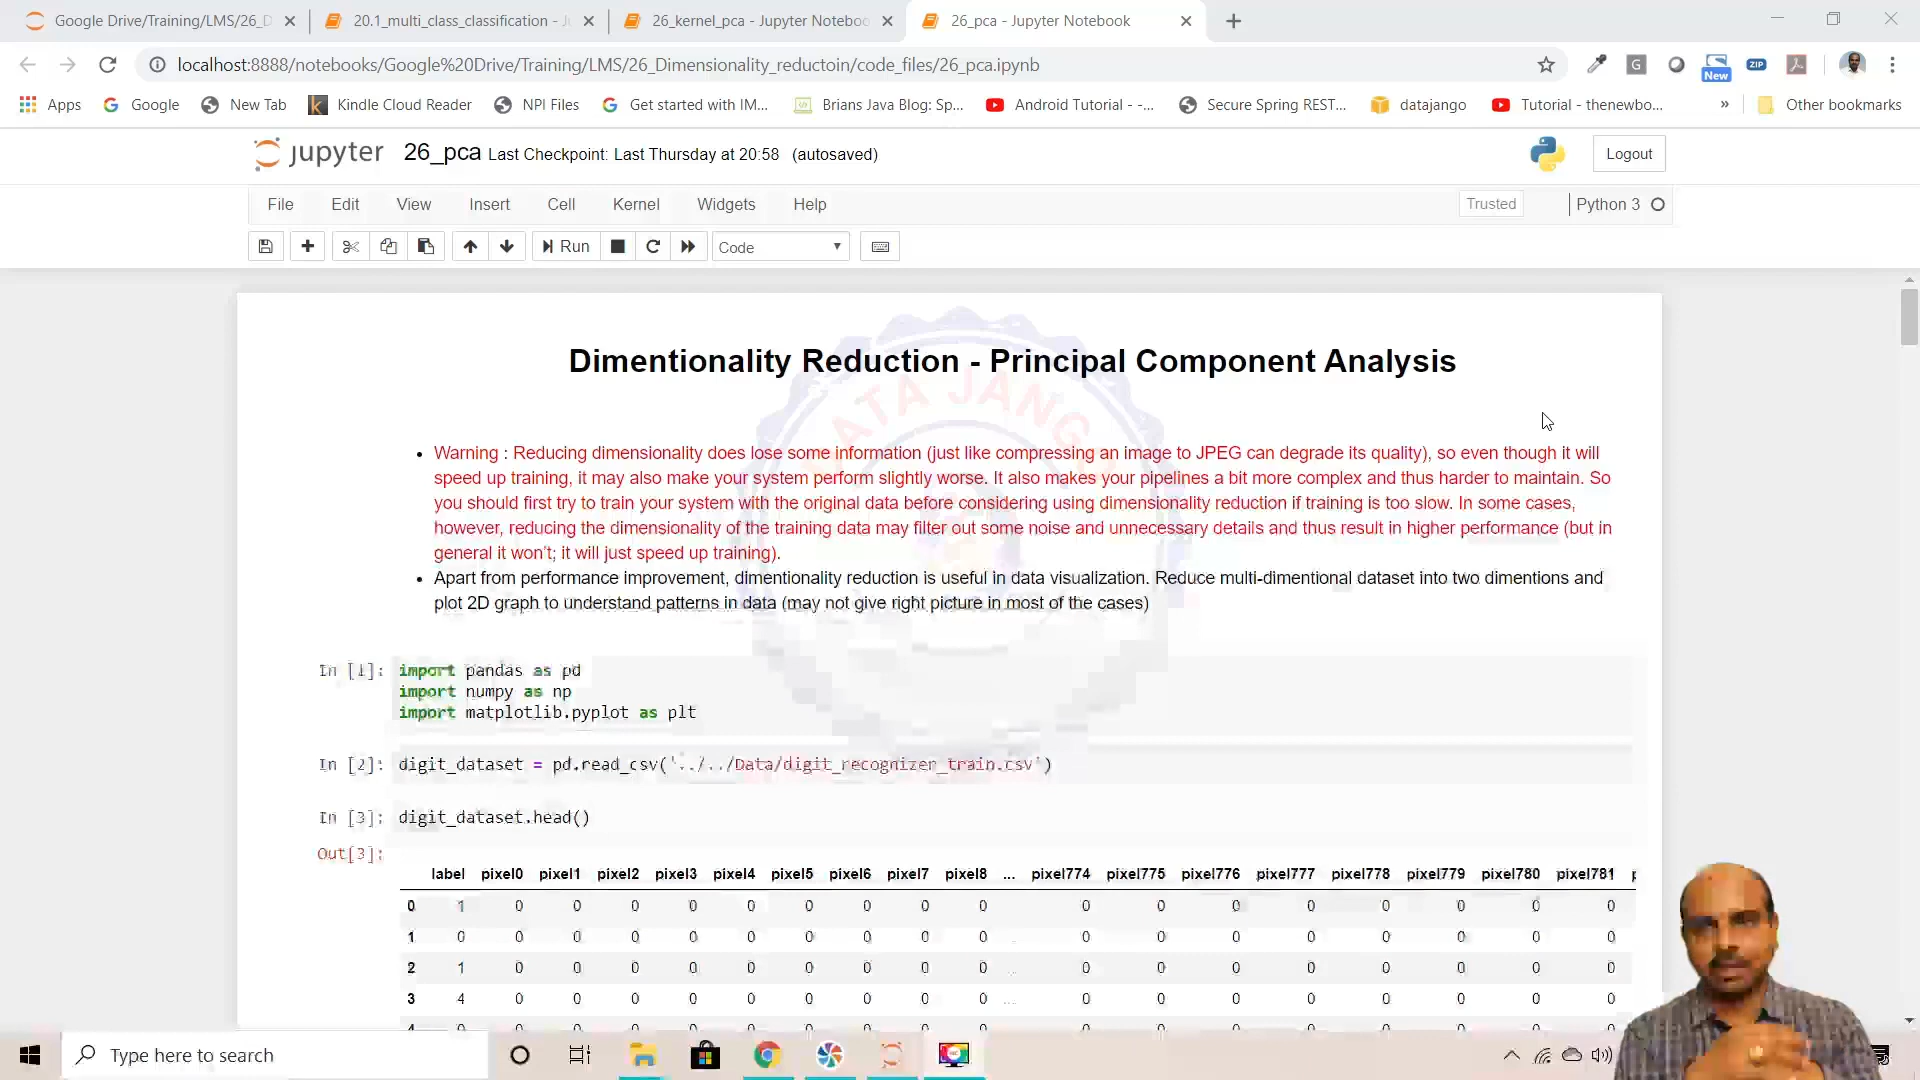 Google Drive/Training/LMS/26_D
20.1_multi_class_classification - J
26_kernel_pca - Jupyter Notebook
26_pca - Jupyter Notebook
localhost:8888/notebooks/Google%20Drive/Training/LMS/26_Dimensionality_reductoin/code_files/26_pca.ipynb
G
New
ZIP
Apps
Google
New Tab
Kindle Cloud Reader
NPI Files
Get started with IM...
Brians Java Blog: Sp...
Android Tutorial - -...
Secure Spring REST...
datajango
Tutorial - thenewbo...
»
Other bookmarks
jupyter 26_pca Last Checkpoint: Last Thursday at 20:58 (autosaved)
Logout
File Edit View Insert Cell Kernel Widgets Help
Trusted
Python 3
Run
Code
DATA JANGO
Dimentionality Reduction - Principal Component Analysis
• Warning : Reducing dimensionality does lose some information (just like compressing an image to JPEG can degrade its quality), so even though it will
speed up training, it may also make your system perform slightly worse. It also makes your pipelines a bit more complex and thus harder to maintain. So
you should first try to train your system with the original data before considering using dimensionality reduction if training is too slow. In some cases,
however, reducing the dimensionality of the training data may filter out some noise and unnecessary details and thus result in higher performance (but in
general it won't; it will just speed up training).
• Apart from performance improvement, dimentionality reduction is useful in data visualization. Reduce multi-dimentional dataset into two dimentions and
plot 2D graph to understand patterns in data (may not give right picture in most of the cases)
In [1]: import pandas as pd
import numpy as np
import matplotlib.pyplot as plt
In [2]: digit_dataset = pd.read_csv('../../Data/digit_recognizer_train.csv')
In [3]: digit_dataset.head()
Out[3]:
label pixel0 pixel1 pixel2 pixel3 pixel4 pixel5 pixel6 pixel7 pixel8 ... pixel774 pixel775 pixel776 pixel777 pixel778 pixel779 pixel780 pixel781
0 1 0 0 0 0 0 0 0 0 0 0 0 0 0 0 0 0 0
1 0 0 0 0 0 0 0 0 0 0 0 0 0 0 0 0 0 0
2 1 0 0 0 0 0 0 0 0 0 0 0 0 0 0 0 0 0
3 4 0 0 0 0 0 0 0 0 0 ... 0 0 0 0 0 0 0 0
Type here to search